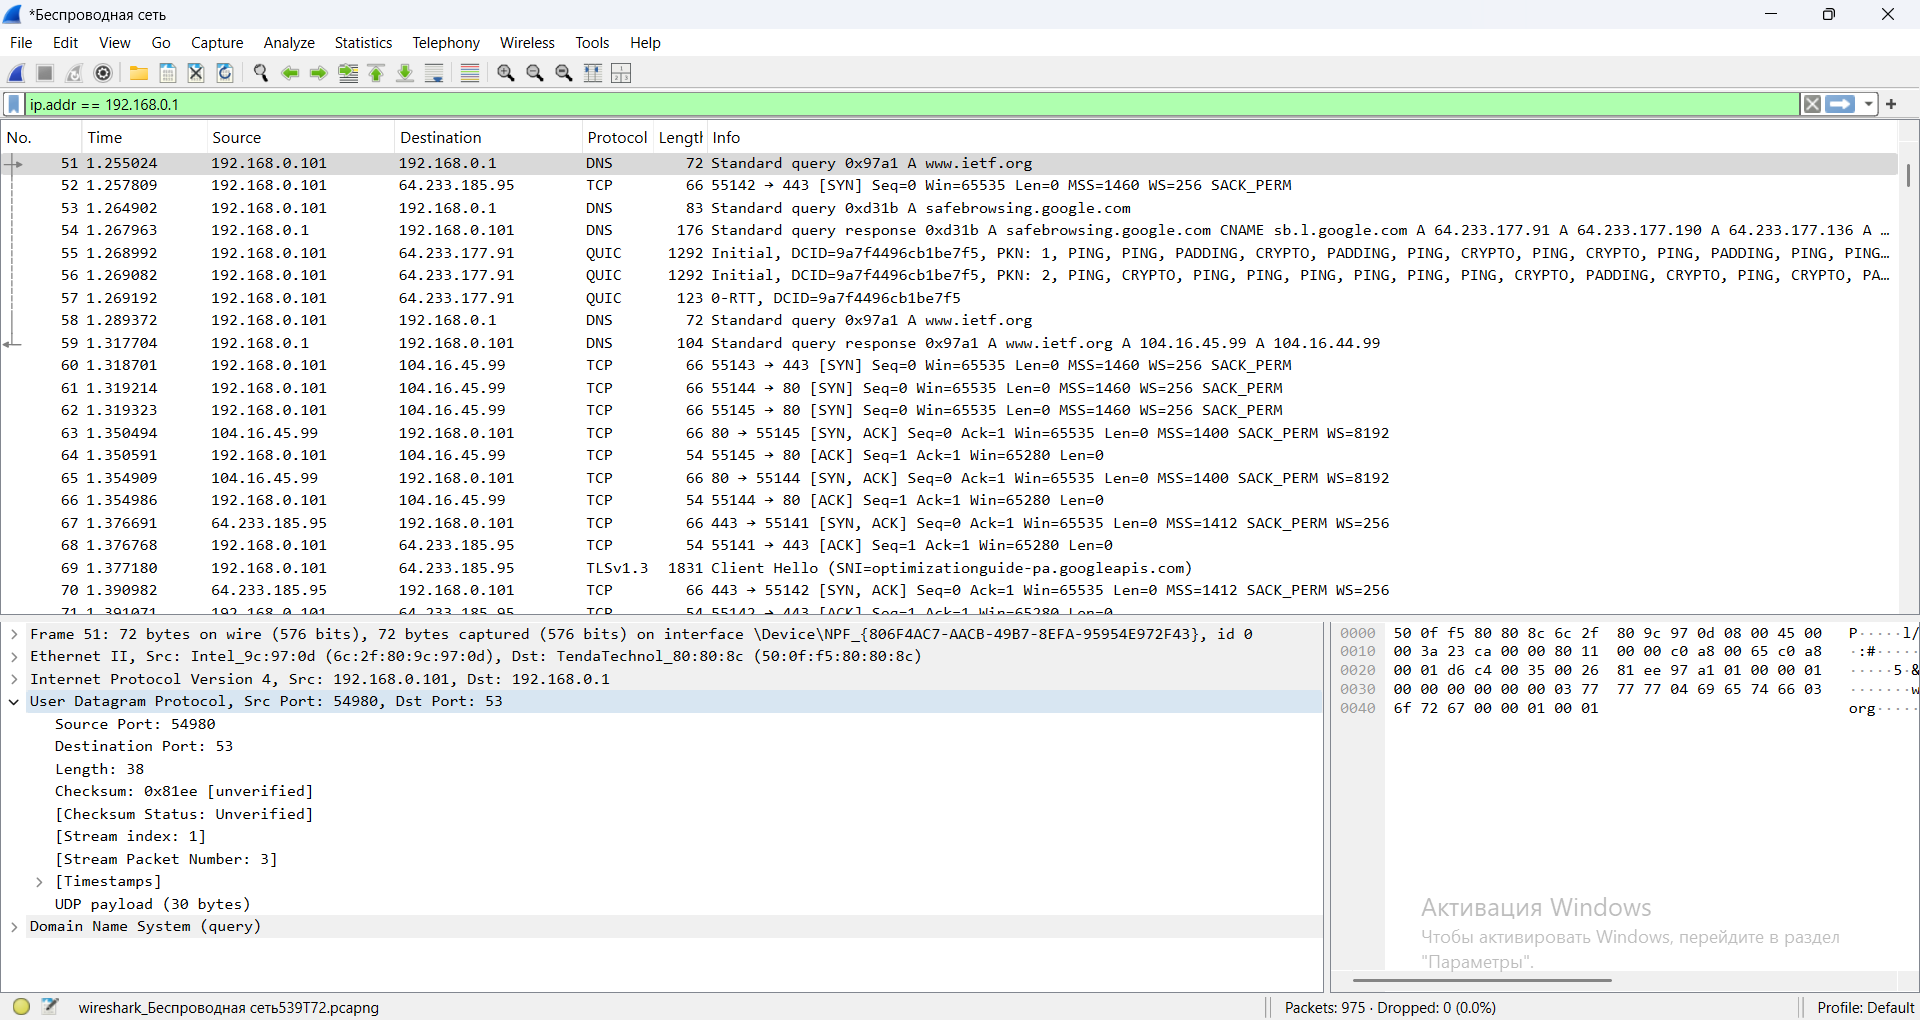 *Беспроводная сеть
File Edit View Go Capture Analyze Statistics Telephony Wireless Tools Help
ip.addr == 192.168.0.1
No. Time Source Destination Protocol Length Info
51 1.255024 192.168.0.101 192.168.0.1 DNS 72 Standard query 0x97a1 A www.ietf.org
52 1.257809 192.168.0.101 64.233.185.95 TCP 66 55142 → 443 [SYN] Seq=0 Win=65535 Len=0 MSS=1460 WS=256 SACK_PERM
53 1.264902 192.168.0.101 192.168.0.1 DNS 83 Standard query 0xd31b A safebrowsing.google.com
54 1.267963 192.168.0.1 192.168.0.101 DNS 176 Standard query response 0xd31b A safebrowsing.google.com CNAME sb.l.google.com A 64.233.177.91 A 64.233.177.190 A 64.233.177.136 A …
55 1.268992 192.168.0.101 64.233.177.91 QUIC 1292 Initial, DCID=9a7f4496cb1be7f5, PKN: 1, PING, PING, PADDING, CRYPTO, PADDING, PING, CRYPTO, PING, CRYPTO, PING, PADDING, PING, PING…
56 1.269082 192.168.0.101 64.233.177.91 QUIC 1292 Initial, DCID=9a7f4496cb1be7f5, PKN: 2, PING, CRYPTO, PING, PING, PING, PING, PING, PING, CRYPTO, PADDING, CRYPTO, PING, CRYPTO, PA…
57 1.269192 192.168.0.101 64.233.177.91 QUIC 123 0-RTT, DCID=9a7f4496cb1be7f5
58 1.289372 192.168.0.101 192.168.0.1 DNS 72 Standard query 0x97a1 A www.ietf.org
59 1.317704 192.168.0.1 192.168.0.101 DNS 104 Standard query response 0x97a1 A www.ietf.org A 104.16.45.99 A 104.16.44.99
60 1.318701 192.168.0.101 104.16.45.99 TCP 66 55143 → 443 [SYN] Seq=0 Win=65535 Len=0 MSS=1460 WS=256 SACK_PERM
61 1.319214 192.168.0.101 104.16.45.99 TCP 66 55144 → 80 [SYN] Seq=0 Win=65535 Len=0 MSS=1460 WS=256 SACK_PERM
62 1.319323 192.168.0.101 104.16.45.99 TCP 66 55145 → 80 [SYN] Seq=0 Win=65535 Len=0 MSS=1460 WS=256 SACK_PERM
63 1.350494 104.16.45.99 192.168.0.101 TCP 66 80 → 55145 [SYN, ACK] Seq=0 Ack=1 Win=65535 Len=0 MSS=1400 SACK_PERM WS=8192
64 1.350591 192.168.0.101 104.16.45.99 TCP 54 55145 → 80 [ACK] Seq=1 Ack=1 Win=65280 Len=0
65 1.354909 104.16.45.99 192.168.0.101 TCP 66 80 → 55144 [SYN, ACK] Seq=0 Ack=1 Win=65535 Len=0 MSS=1400 SACK_PERM WS=8192
66 1.354986 192.168.0.101 104.16.45.99 TCP 54 55144 → 80 [ACK] Seq=1 Ack=1 Win=65280 Len=0
67 1.376691 64.233.185.95 192.168.0.101 TCP 66 443 → 55141 [SYN, ACK] Seq=0 Ack=1 Win=65535 Len=0 MSS=1412 SACK_PERM WS=256
68 1.376768 192.168.0.101 64.233.185.95 TCP 54 55141 → 443 [ACK] Seq=1 Ack=1 Win=65280 Len=0
69 1.377180 192.168.0.101 64.233.185.95 TLSv1.3 1831 Client Hello (SNI=optimizationguide-pa.googleapis.com)
70 1.390982 64.233.185.95 192.168.0.101 TCP 66 443 → 55142 [SYN, ACK] Seq=0 Ack=1 Win=65535 Len=0 MSS=1412 SACK_PERM WS=256
71 1.391071 192.168.0.101 64.233.185.95 TCP 54 55142 → 443 [ACK] Seq=1 Ack=1 Win=65280 Len=0
Frame 51: 72 bytes on wire (576 bits), 72 bytes captured (576 bits) on interface \Device\NPF_{806F4AC7-AACB-49B7-8EFA-95954E972F43}, id 0
Ethernet II, Src: Intel_9c:97:0d (6c:2f:80:9c:97:0d), Dst: TendaTechnol_80:80:8c (50:0f:f5:80:80:8c)
Internet Protocol Version 4, Src: 192.168.0.101, Dst: 192.168.0.1
User Datagram Protocol, Src Port: 54980, Dst Port: 53
Source Port: 54980
Destination Port: 53
Length: 38
Checksum: 0x81ee [unverified]
[Checksum Status: Unverified]
[Stream index: 1]
[Stream Packet Number: 3]
[Timestamps]
UDP payload (30 bytes)
Domain Name System (query)
0000 50 0f f5 80 80 8c 6c 2f 80 9c 97 0d 08 00 45 00 P·····l/
0010 00 3a 23 ca 00 00 80 11 00 00 c0 a8 00 65 c0 a8 ·:#·····
0020 00 01 d6 c4 00 35 00 26 81 ee 97 a1 01 00 00 01 ·····5·&
0030 00 00 00 00 00 00 03 77 77 77 04 69 65 74 66 03 ·······w
0040 6f 72 67 00 00 01 00 01 org·····
Активация Windows
Чтобы активировать Windows, перейдите в раздел
"Параметры".
wireshark_Беспроводная сеть539T72.pcapng Packets: 975 · Dropped: 0 (0.0%) Profile: Default